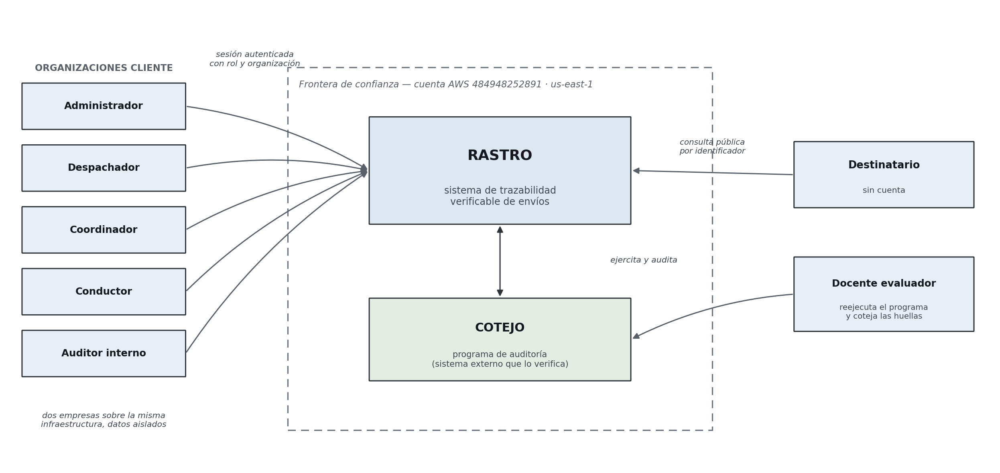 sesión autenticada
con rol y organización
ORGANIZACIONES CLIENTE
Administrador
Despachador
Coordinador
Conductor
Auditor interno
dos empresas sobre la misma
infraestructura, datos aislados
Frontera de confianza — cuenta AWS 484948252891 · us-east-1
RASTRO
sistema de trazabilidad
verificable de envíos
ejercita y audita
COTEJO
programa de auditoría
(sistema externo que lo verifica)
consulta pública
por identificador
Destinatario
sin cuenta
Docente evaluador
reejecuta el programa
y coteja las huellas